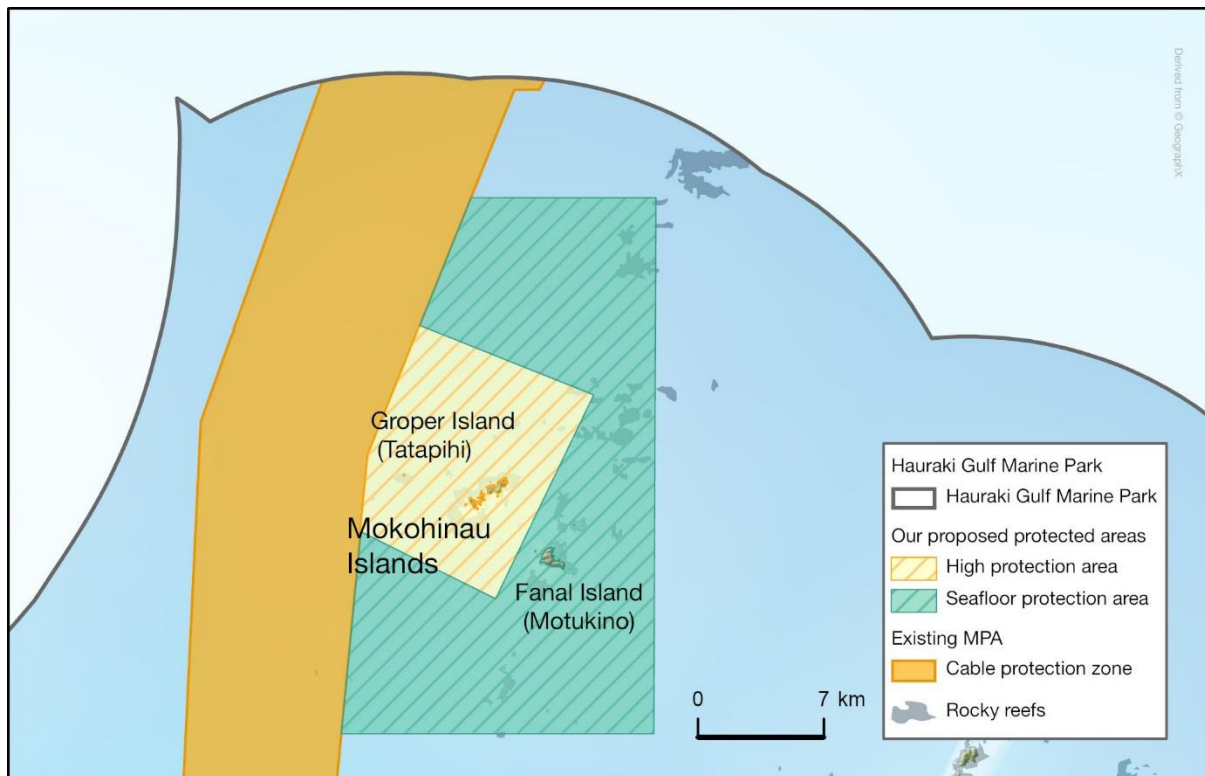 Derived from © GeographX
Groper Island
(Tatapihi)
Mokohinau
Islands
Fanal Island
(Motukino)
0 7 km
Hauraki Gulf Marine Park
Hauraki Gulf Marine Park
Our proposed protected areas
High protection area
Seafloor protection area
Existing MPA
Cable protection zone
Rocky reefs